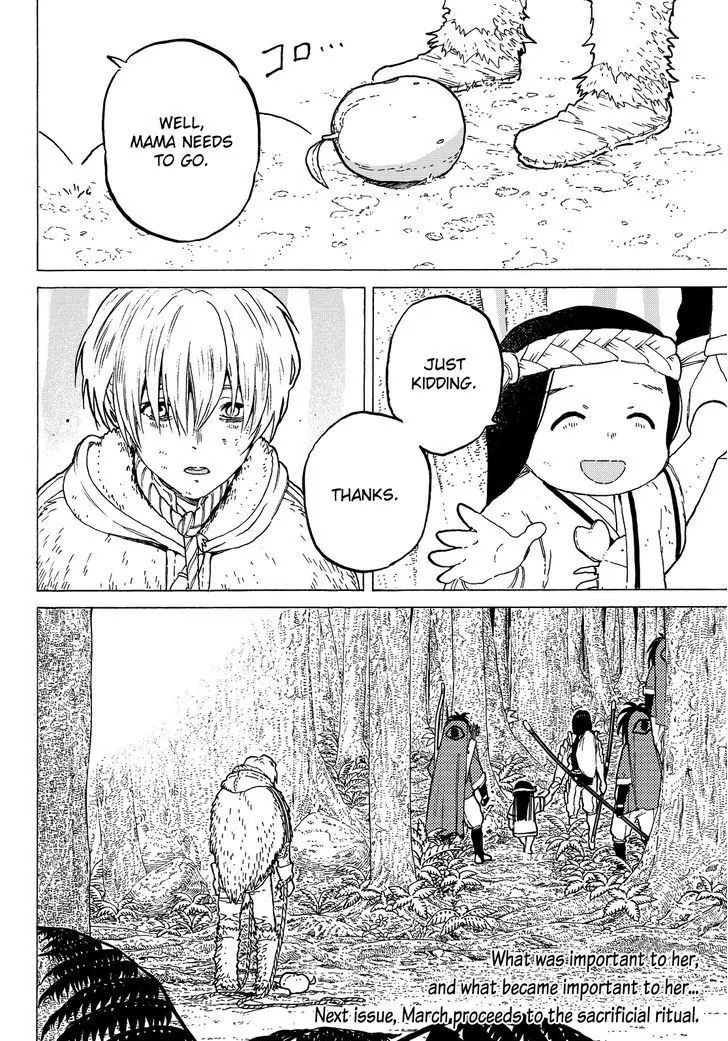 コロ…
WELL,
MAMA NEEDS
TO GO.
JUST
KIDDING.
THANKS.
What was important to her,
and what became important to her...
Next issue, March proceeds to the sacrificial ritual.